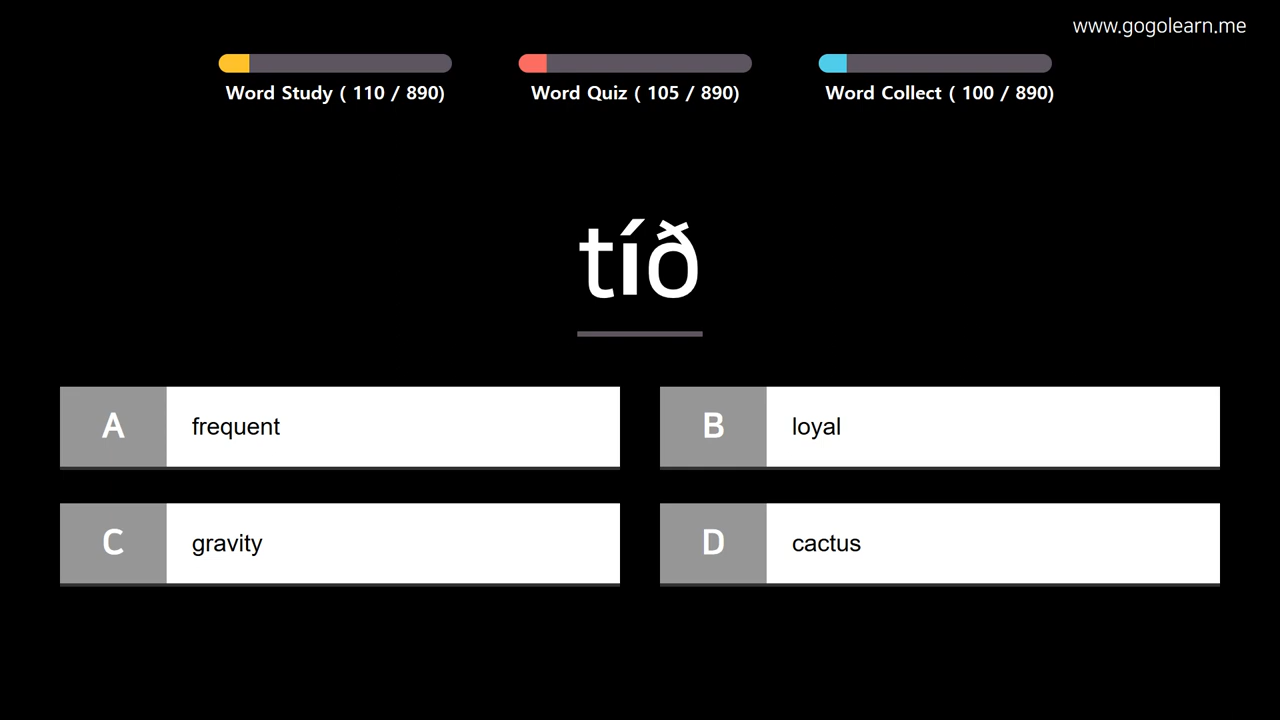 www.gogolearn.me
Word Study ( 110 / 890)
Word Quiz ( 105 / 890)
Word Collect ( 100 / 890)
tíð
A frequent
B loyal
C gravity
D cactus